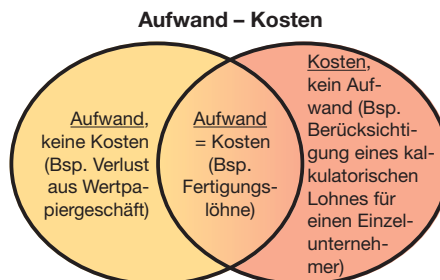 Aufwand – Kosten
Aufwand,
keine Kosten
(Bsp. Verlust
aus Wertpa-
piergeschäft)
Aufwand
= Kosten
(Bsp.
Fertigungs-
löhne)
Kosten,
kein Auf-
wand (Bsp.
Berücksichti-
gung eines kal-
kulatorischen
Lohnes für
einen Einzel-
unterneh-
mer)